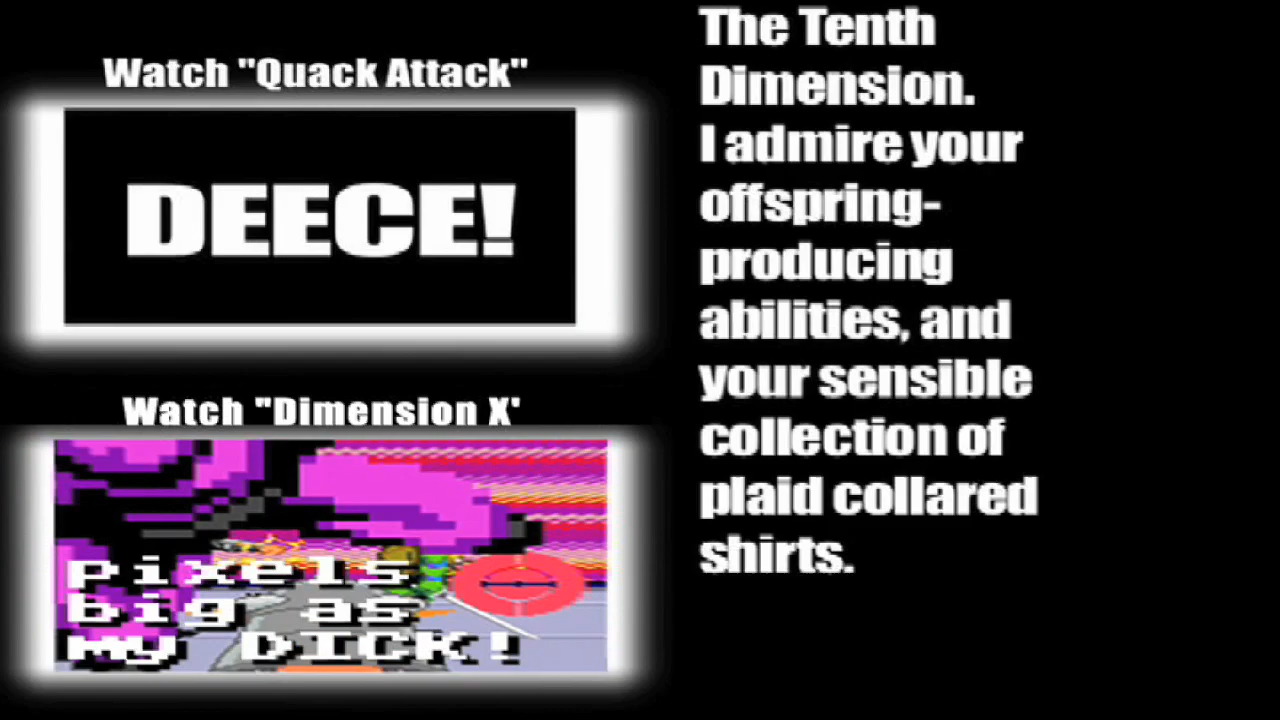 Watch "Quack Attack"
DEECE!
Watch "Dimension X'
pixels
big as
my DICK!
The Tenth
Dimension.
I admire your
offspring-
producing
abilities, and
your sensible
collection of
plaid collared
shirts.